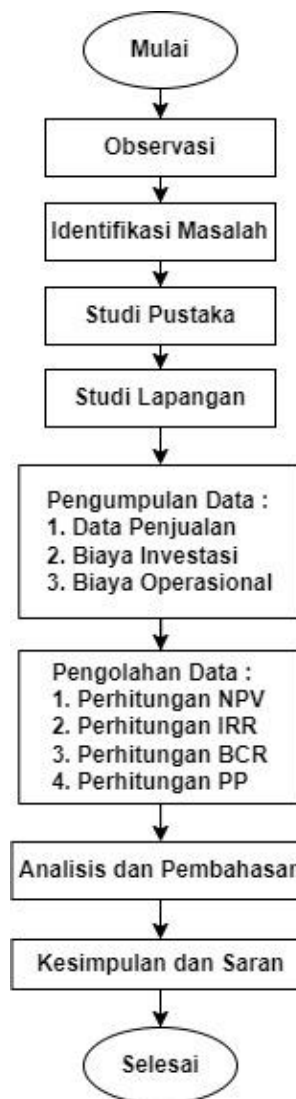 Mulai
Observasi
Identifikasi Masalah
Studi Pustaka
Studi Lapangan
Pengumpulan Data :
1. Data Penjualan
2. Biaya Investasi
3. Biaya Operasional
Pengolahan Data :
1. Perhitungan NPV
2. Perhitungan IRR
3. Perhitungan BCR
4. Perhitungan PP
Analisis dan Pembahasan
Kesimpulan dan Saran
Selesai